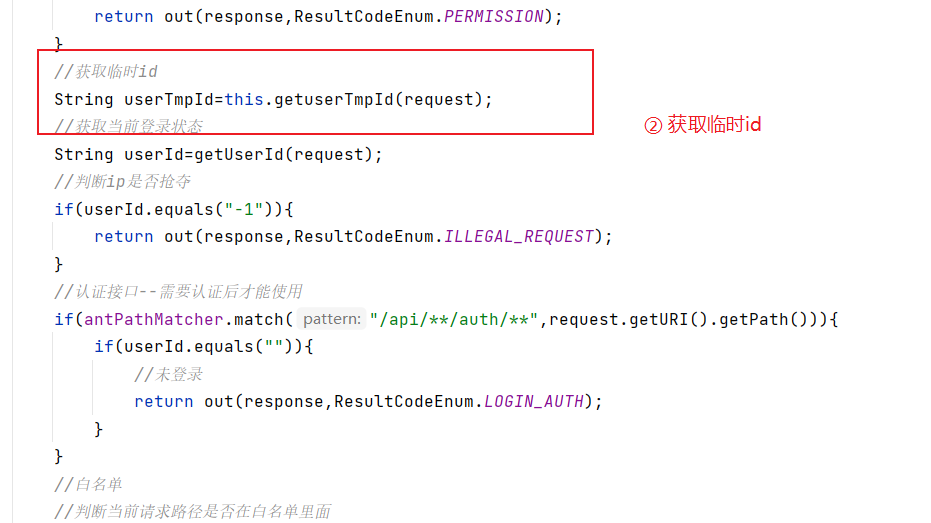 return out(response,ResultCodeEnum.PERMISSION);
}
//获取临时id
String userTmpId=this.getuserTmpId(request);
② 获取临时id
//获取当前登录状态
String userId=getUserId(request);
//判断ip是否抢夺
if(userId.equals("-1")){
return out(response,ResultCodeEnum.ILLEGAL_REQUEST);
}
//认证接口--需要认证后才能使用
if(antPathMatcher.match( pattern: "/api/**/auth/**",request.getURI().getPath())){
if(userId.equals("")){
//未登录
return out(response,ResultCodeEnum.LOGIN_AUTH);
}
}
//白名单
//判断当前请求路径是否在白名单里面